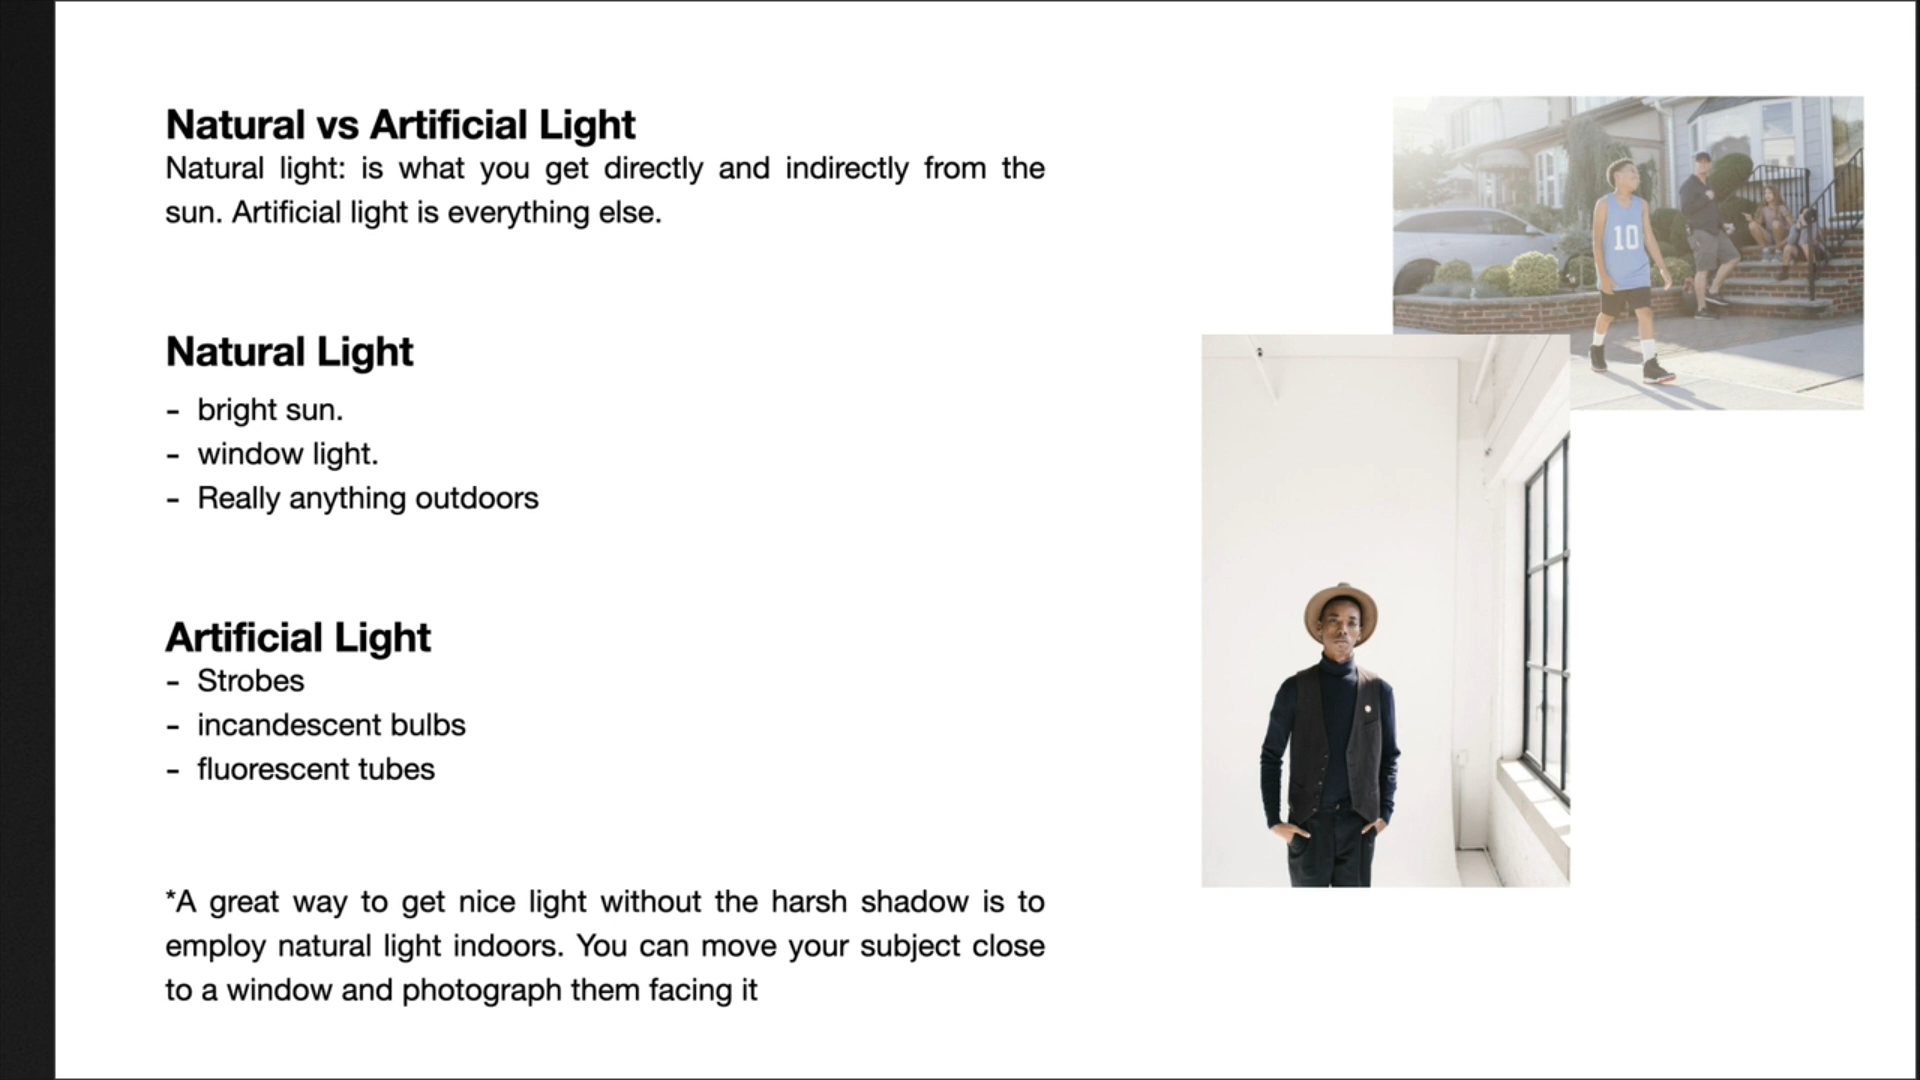 Natural vs Artificial Light
Natural light: is what you get directly and indirectly from the
sun. Artificial light is everything else.
Natural Light
- bright sun.
- window light.
- Really anything outdoors
Artificial Light
- Strobes
- incandescent bulbs
- fluorescent tubes
*A great way to get nice light without the harsh shadow is to
employ natural light indoors. You can move your subject close
to a window and photograph them facing it
10